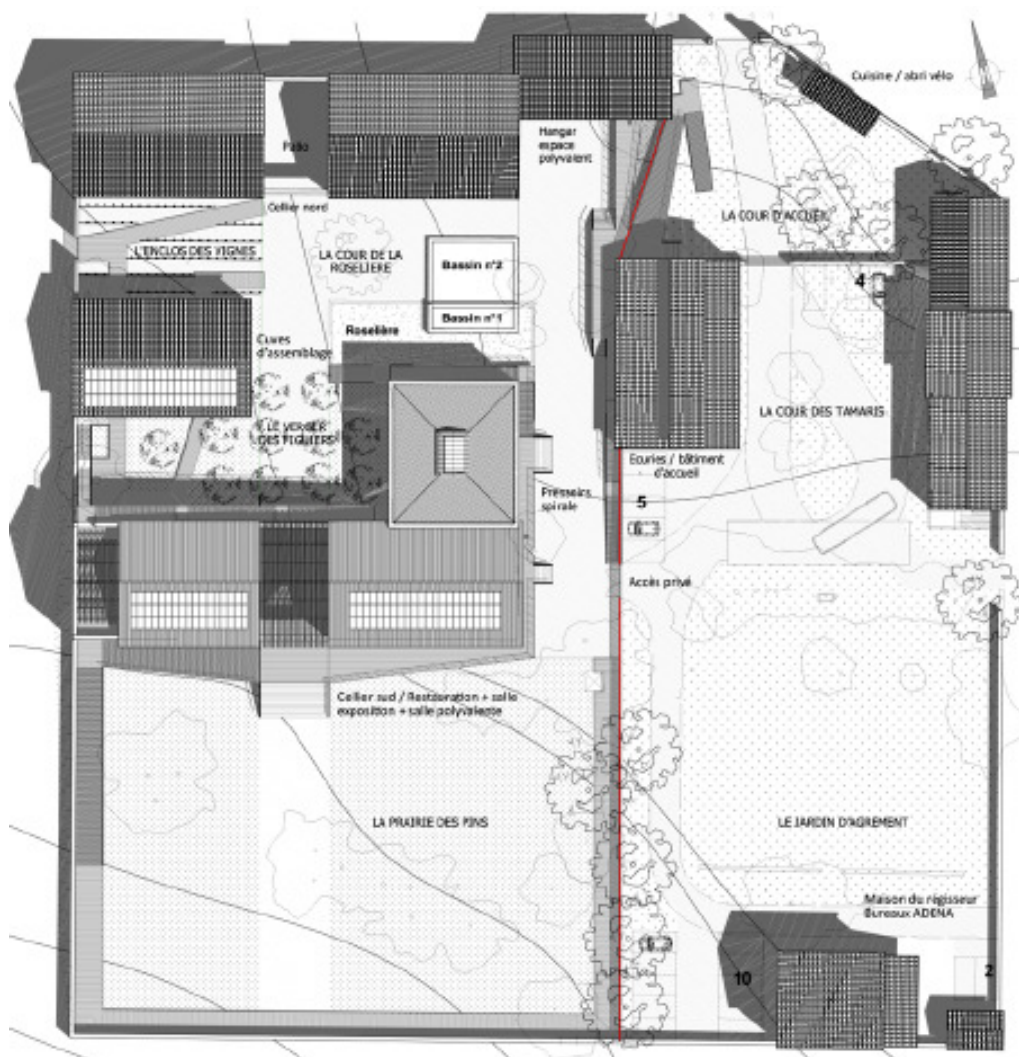 Cuisine / abri vélo
Hangar
espace
polyvalent
Patio
Cellier nord
LA COUR D'ACCUEIL
L'ENCLOS DES VIGNES
LA COUR DE LA
ROSELIERE
Bassin n°2
4
Bassin n°1
Roselière
Cuves
d'assemblage
LE VERGER
DES FIGUIERS
LA COUR DES TAMARIS
Ecuries / bâtiment
d'accueil
Pressoirs
spirale
5
Accès privé
Cellier sud / Restauration + salle
exposition + salle polyvalente
LA PRAIRIE DES PINS
LE JARDIN D'AGREMENT
Maison du régisseur
Bureaux ADENA
10
2